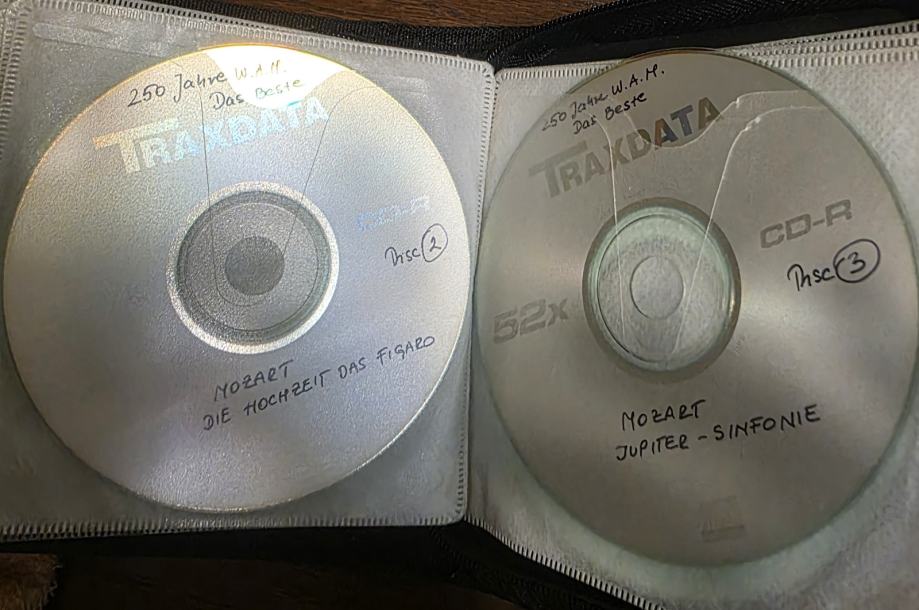 250 Jahre W.A.M.
Das Beste
TRAXDATA
CD-R
Disc 2
MOZART
DIE HOCHZEIT DAS FIGARO
250 Jahre W.A.M.
Das Beste
TRAXDATA
CD-R
Disc 3
52x
MOZART
JUPITER - SINFONIE